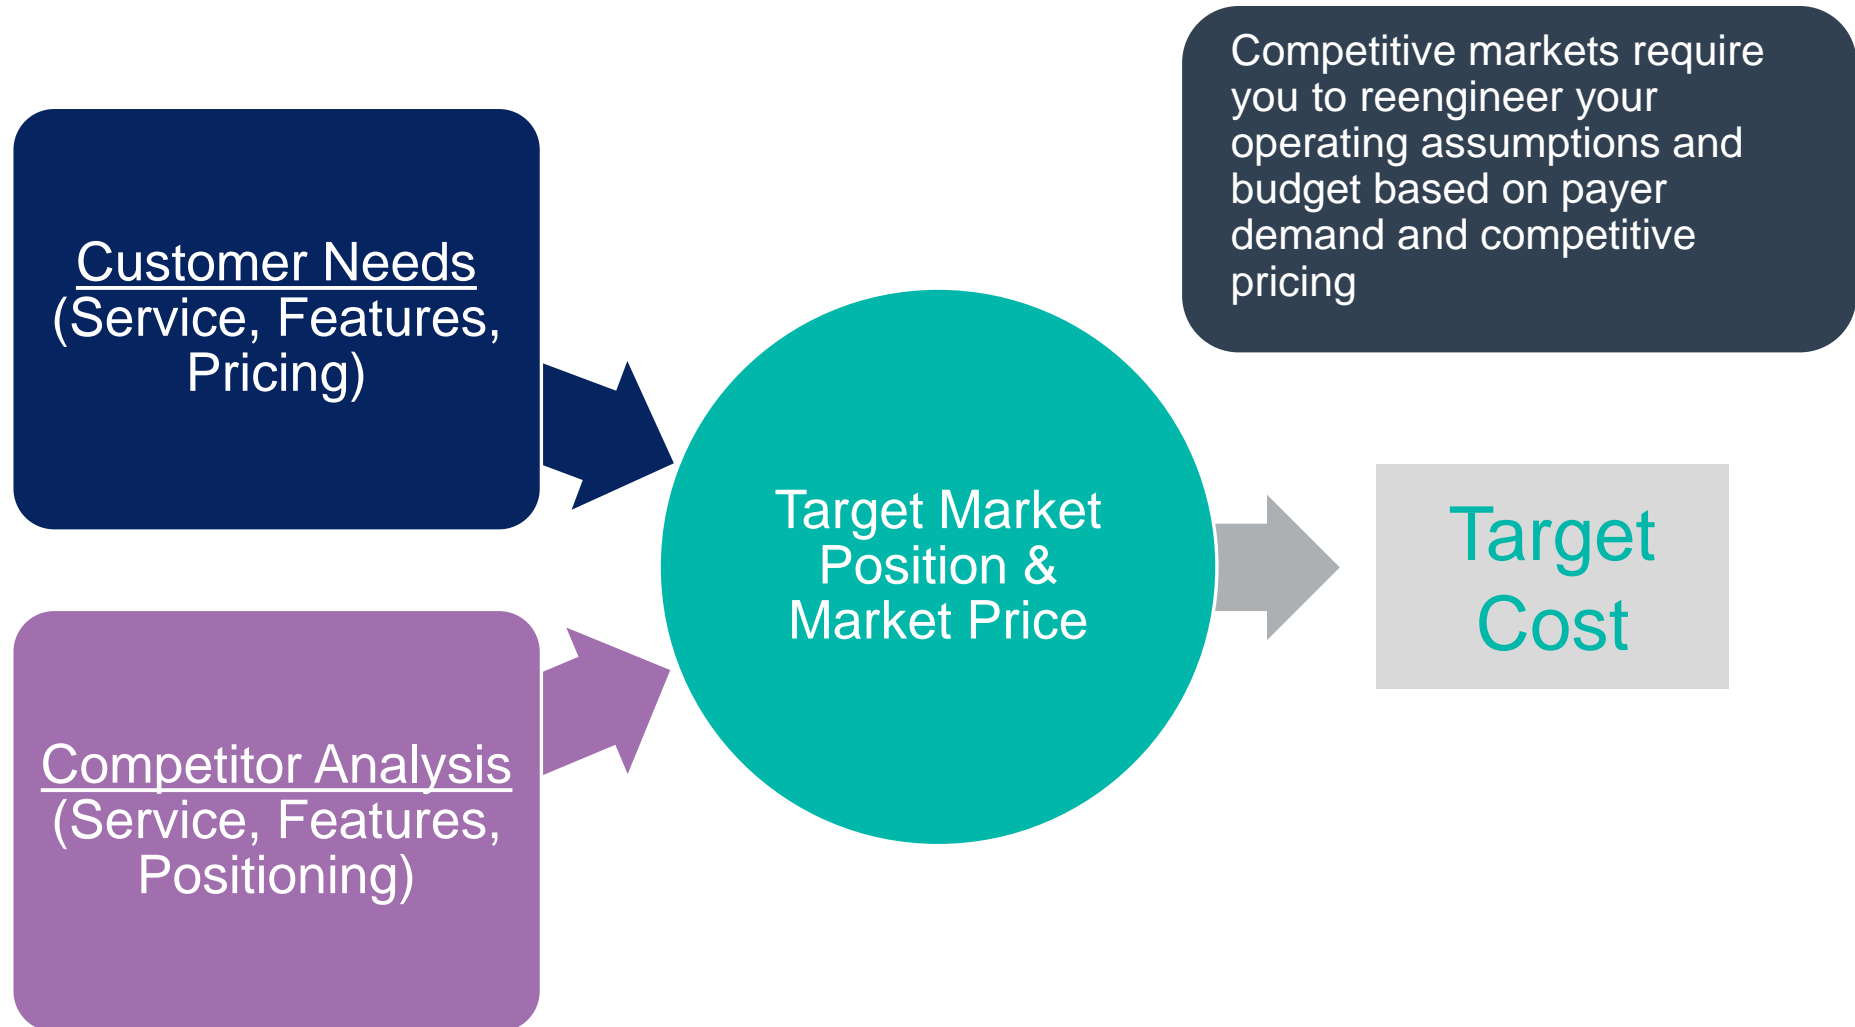 Competitive markets require
you to reengineer your
operating assumptions and
budget based on payer
demand and competitive
pricing
Customer Needs
(Service, Features,
Pricing)
Target Market
Position &
Market Price
Target
Cost
Competitor Analysis
(Service, Features,
Positioning)